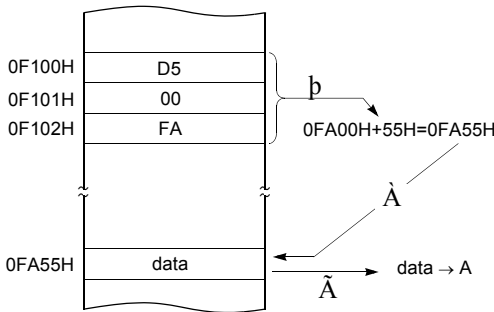 0F100H D5
0F101H 00 þ
0F102H FA 0FA00H+55H=0FA55H
À
0FA55H data data → A
Ã